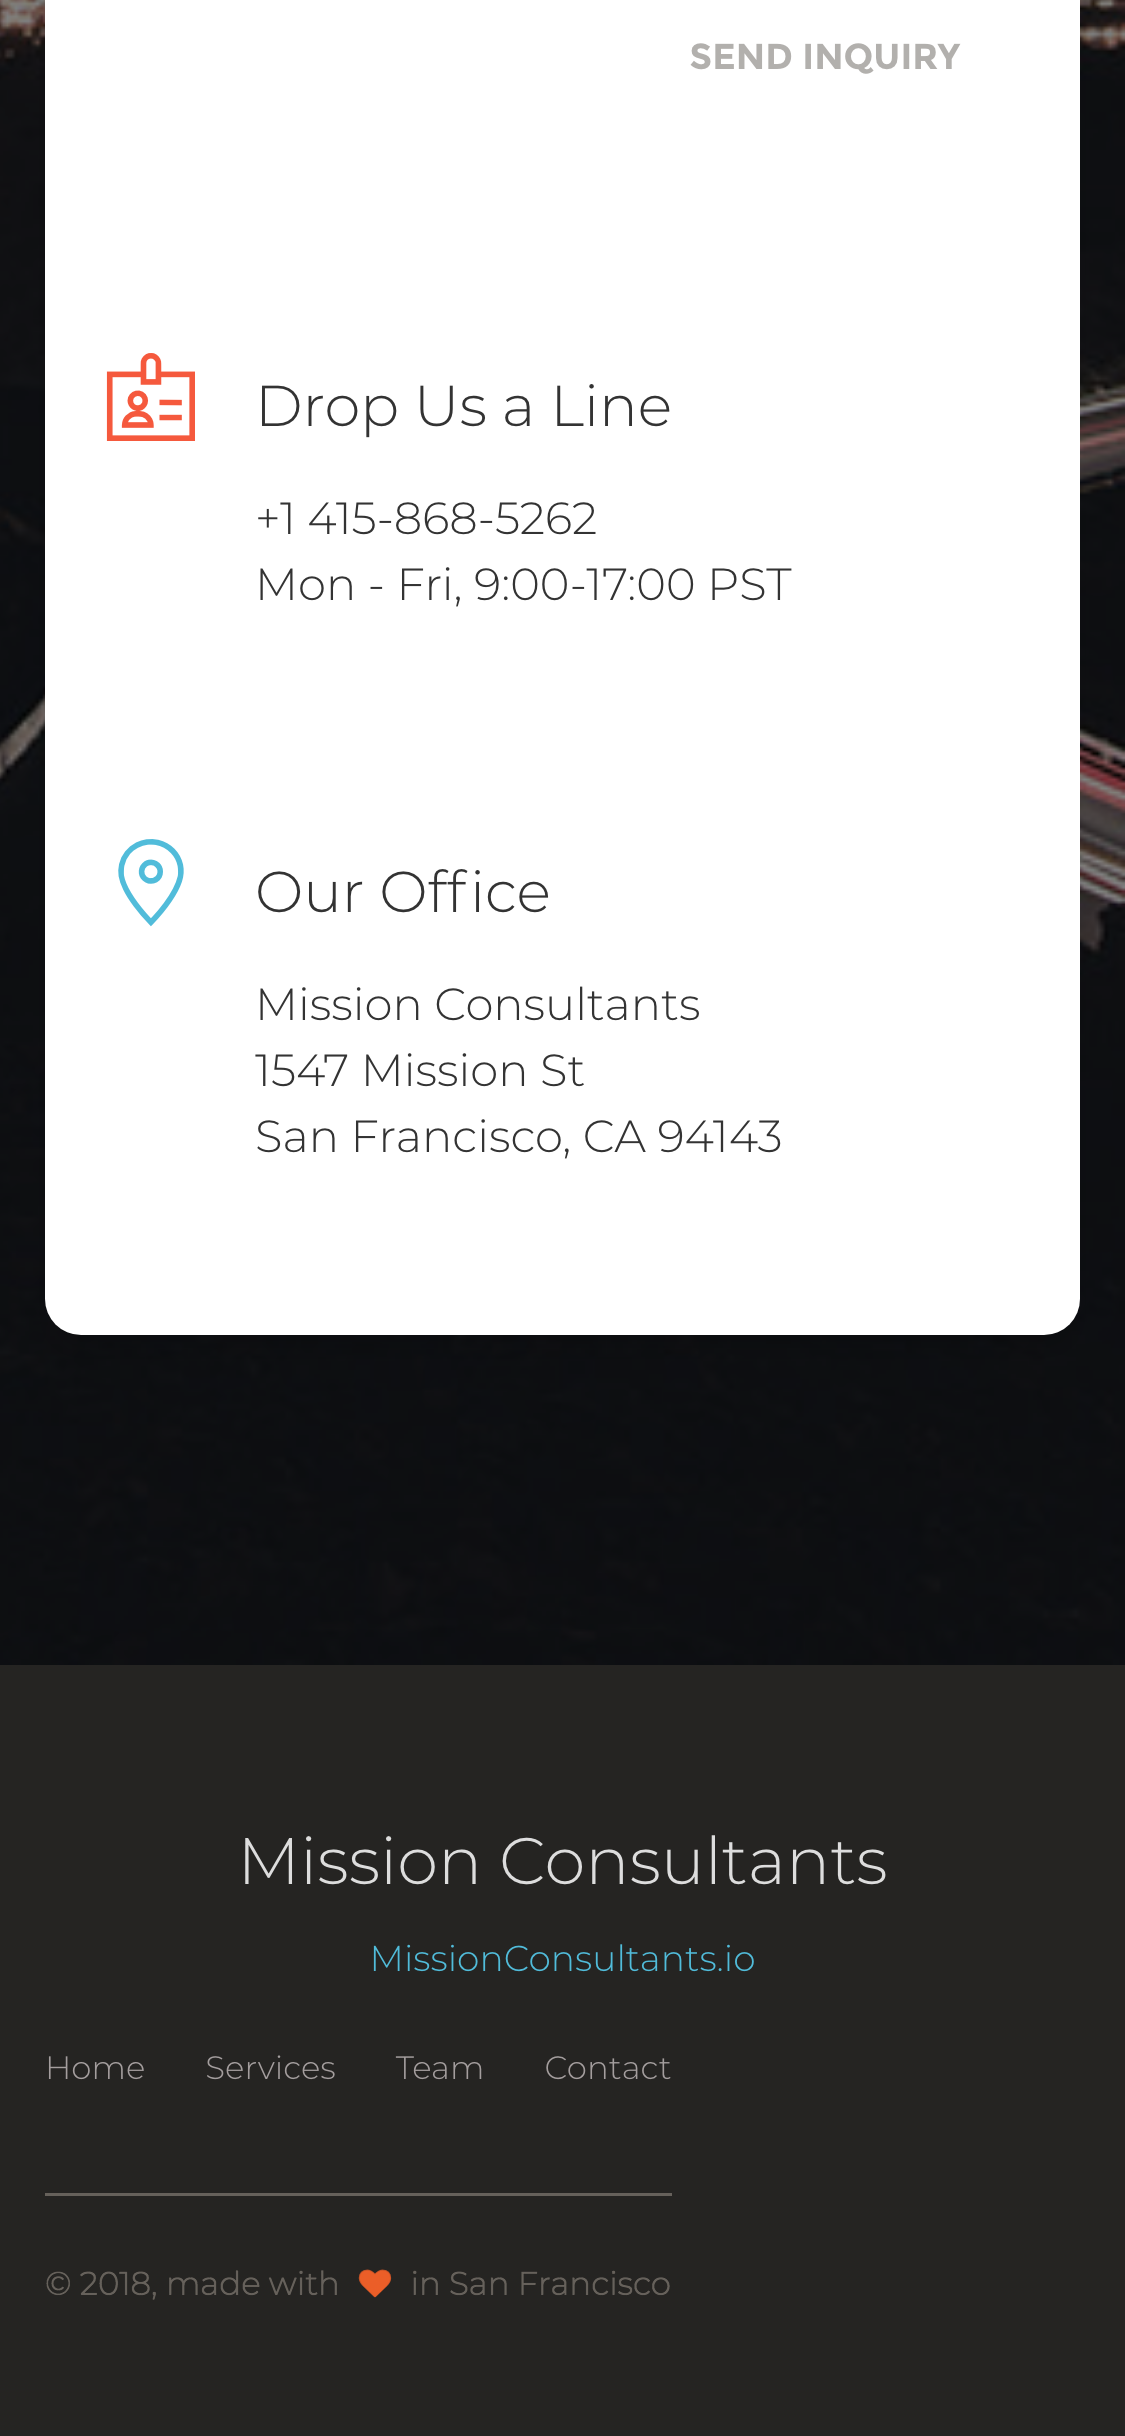 SEND INQUIRY
Drop Us a Line
+1 415-868-5262
Mon - Fri, 9:00-17:00 PST
Our Office
Mission Consultants
1547 Mission St
San Francisco, CA 94143
Mission Consultants
MissionConsultants.io
Home Services Team Contact
© 2018, made with ❤ in San Francisco